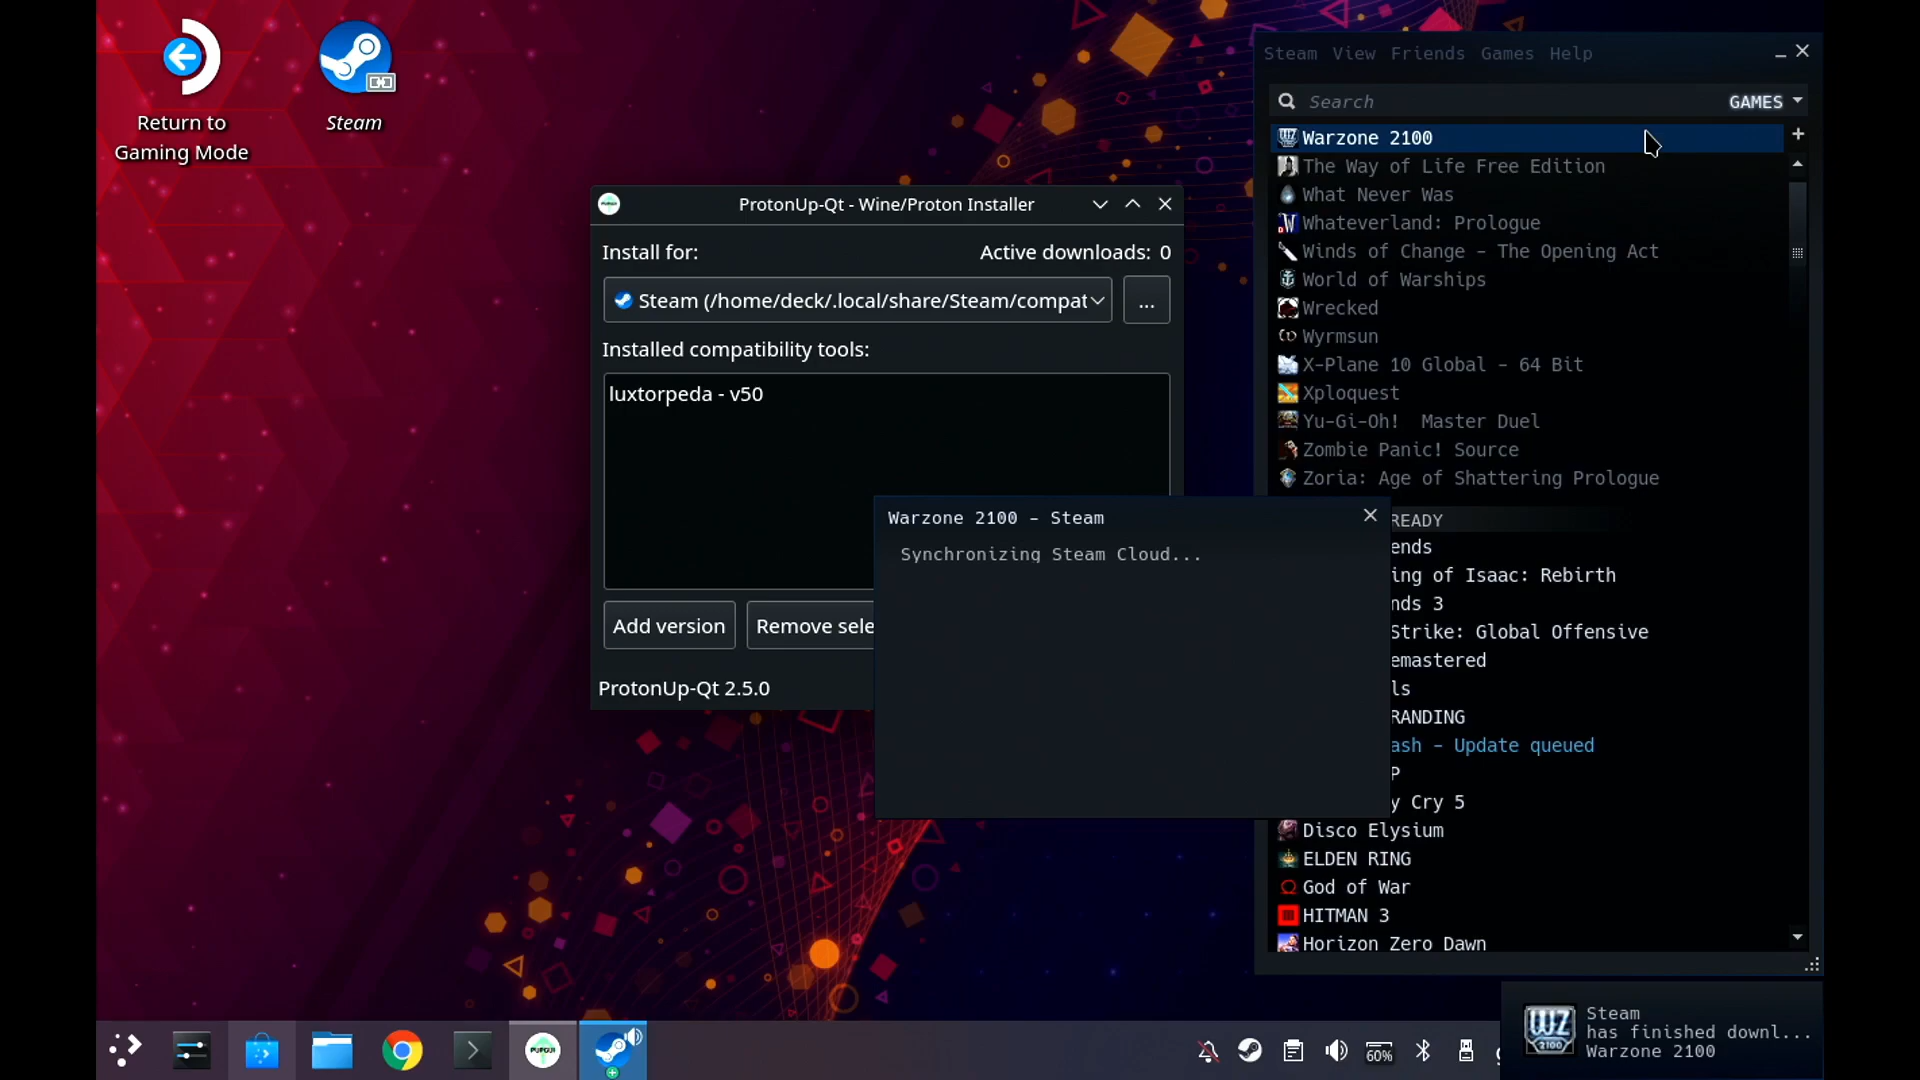 Return to
Gaming Mode
Steam
Steam View Friends Games Help
Search
GAMES
Warzone 2100
The Way of Life Free Edition
What Never Was
Whateverland: Prologue
Winds of Change - The Opening Act
World of Warships
Wrecked
Wyrmsun
X-Plane 10 Global - 64 Bit
Xploquest
Yu-Gi-Oh! Master Duel
Zombie Panic! Source
Zoria: Age of Shattering Prologue
READY
ends
ing of Isaac: Rebirth
nds 3
Strike: Global Offensive
emastered
ls
RANDING
ash - Update queued
P
y Cry 5
Disco Elysium
ELDEN RING
God of War
HITMAN 3
Horizon Zero Dawn
ProtonUp-Qt - Wine/Proton Installer
Install for:
Active downloads: 0
Steam (/home/deck/.local/share/Steam/compat
...
Installed compatibility tools:
luxtorpeda - v50
Add version
Remove sele
ProtonUp-Qt 2.5.0
Warzone 2100 - Steam
Synchronizing Steam Cloud...
PUPGUI
60%
WZ
2100
Steam
has finished downl...
Warzone 2100